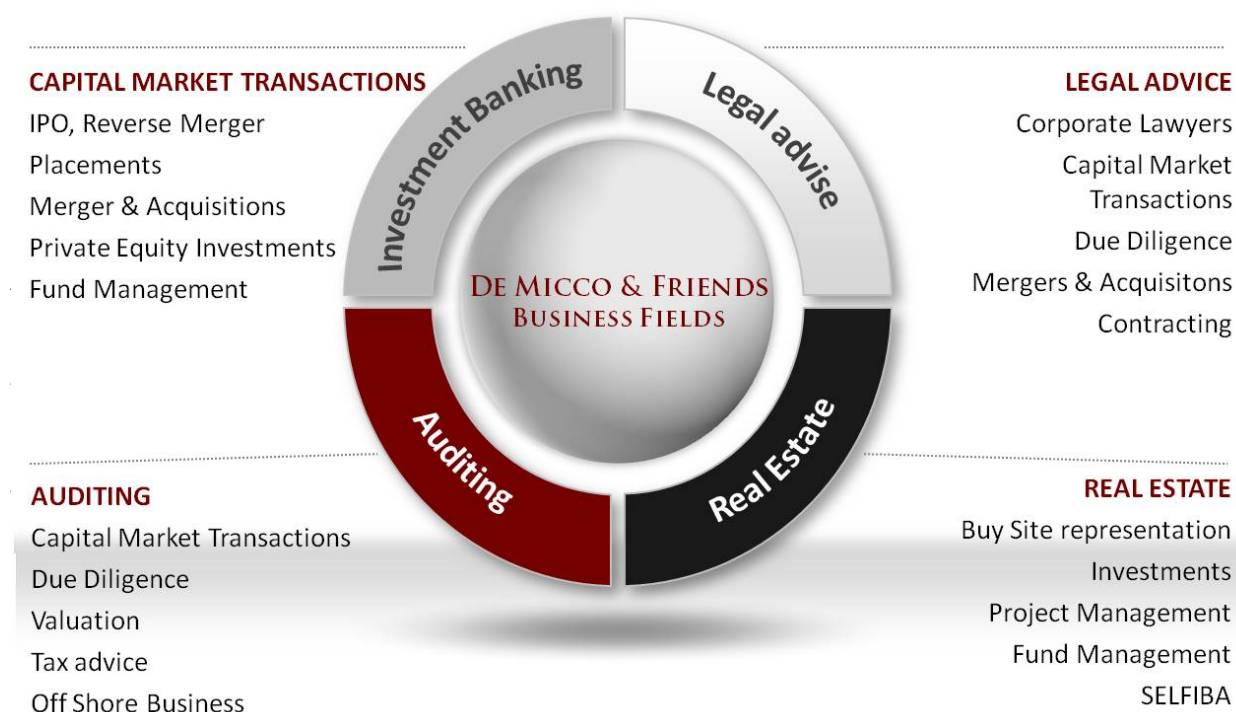 CAPITAL MARKET TRANSACTIONS
IPO, Reverse Merger
Placements
Merger & Acquisitions
Private Equity Investments
Fund Management
Investment Banking
Legal advise
LEGAL ADVICE
Corporate Lawyers
Capital Market
Transactions
Due Diligence
Mergers & Acquisitons
Contracting
DE MICCO & FRIENDS
BUSINESS FIELDS
Auditing
Real Estate
AUDITING
Capital Market Transactions
Due Diligence
Valuation
Tax advice
Off Shore Business
REAL ESTATE
Buy Site representation
Investments
Project Management
Fund Management
SELFIBA